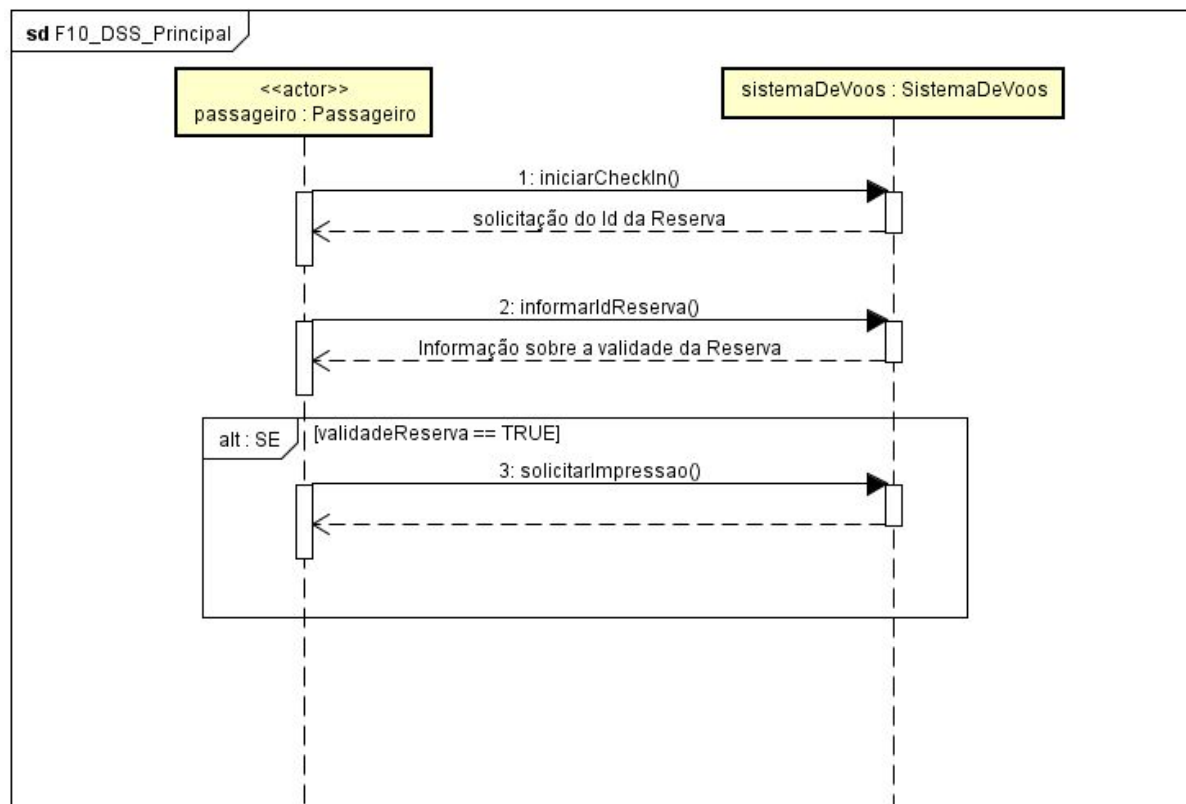 sd F10_DSS_Principal
<<actor>>
passageiro : Passageiro
sistemaDeVoos : SistemaDeVoos
1: iniciarCheckIn()
solicitação do Id da Reserva
2: informarIdReserva()
Informação sobre a validade da Reserva
alt : SE
[validadeReserva == TRUE]
3: solicitarImpressao()